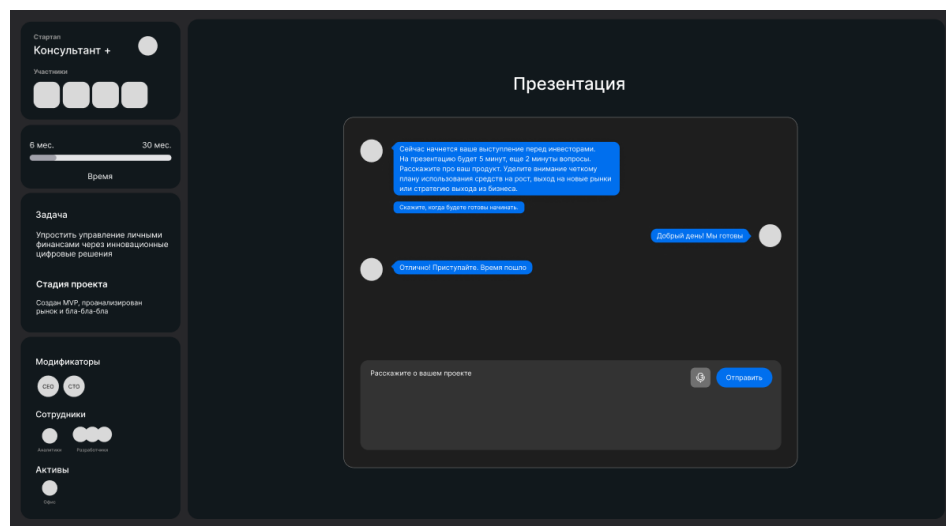 Стартап
Консультант +
Участники
6 мес.
30 мес.
Время
Задача
Упростить управление личными
финансами через инновационные
цифровые решения
Стадия проекта
Создан MVP, проанализирован
рынок и бла-бла-бла
Модификаторы
CEO
CTO
Сотрудники
Аналитики
Разработчики
Активы
Офис
Презентация
Сейчас начнется ваше выступление перед инвесторами.
На презентацию будет 5 минут, еще 2 минуты вопросы.
Расскажите про ваш продукт. Уделите внимание четкому
плану использования средств на рост, выход на новые рынки
или стратегию выхода из бизнеса.
Скажите, когда будете готовы начинать.
Добрый день! Мы готовы
Отлично! Приступайте. Время пошло
Расскажите о вашем проекте
Отправить